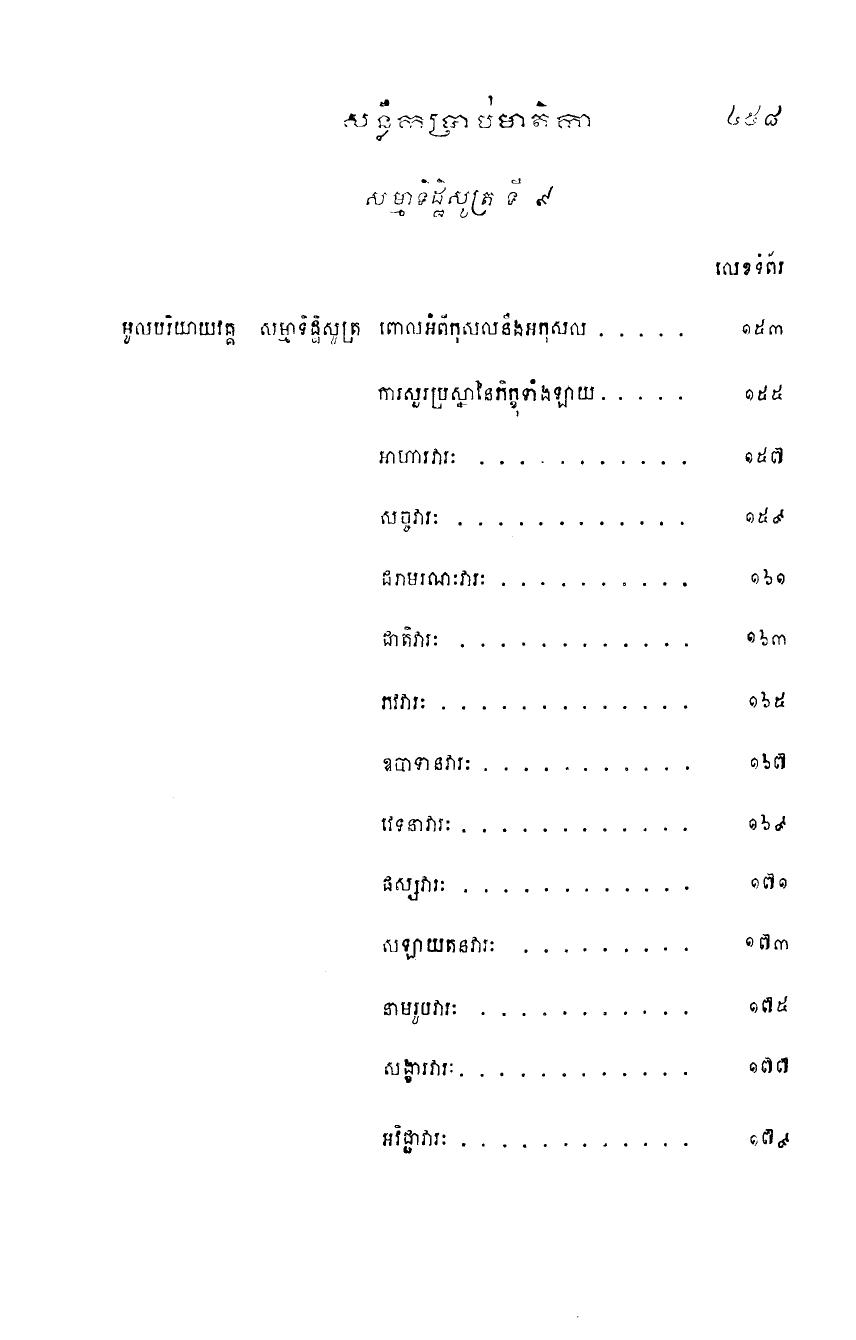 សន្លឹកប្រាប់មាតិកា ៤៥៨
សម្មាទិដ្ឋិសូត្រ ទី ៩
លេខទំព័រ
មូលបរិយាយវគ្គ សម្មាទិដ្ឋិសូត្រ ពោលអំពីកុសលនឹងអកុសល . . . . . ១៥៣
ការសួរប្រស្នានៃភិក្ខុទាំងឡាយ . . . . . ១៥៥
អាហារវារៈ . . . . . . . . . . . ១៥៧
សច្ចវារៈ . . . . . . . . . . . . ១៥៩
ជរាមរណៈវារៈ . . . . . . . . . . ១៦១
ជាតិវារៈ . . . . . . . . . . . . ១៦៣
ភវវារៈ . . . . . . . . . . . . . ១៦៥
ឧបាទានវារៈ . . . . . . . . . . . ១៦៧
វេទនាវារៈ . . . . . . . . . . . . ១៦៩
ផស្សវារៈ . . . . . . . . . . . . ១៧១
សឡាយតនវារៈ . . . . . . . . . ១៧៣
នាមរូបវារៈ . . . . . . . . . . . ១៧៥
សង្ខារវារៈ . . . . . . . . . . . . ១៧៧
អវិជ្ជាវារៈ . . . . . . . . . . . . ១៧៩